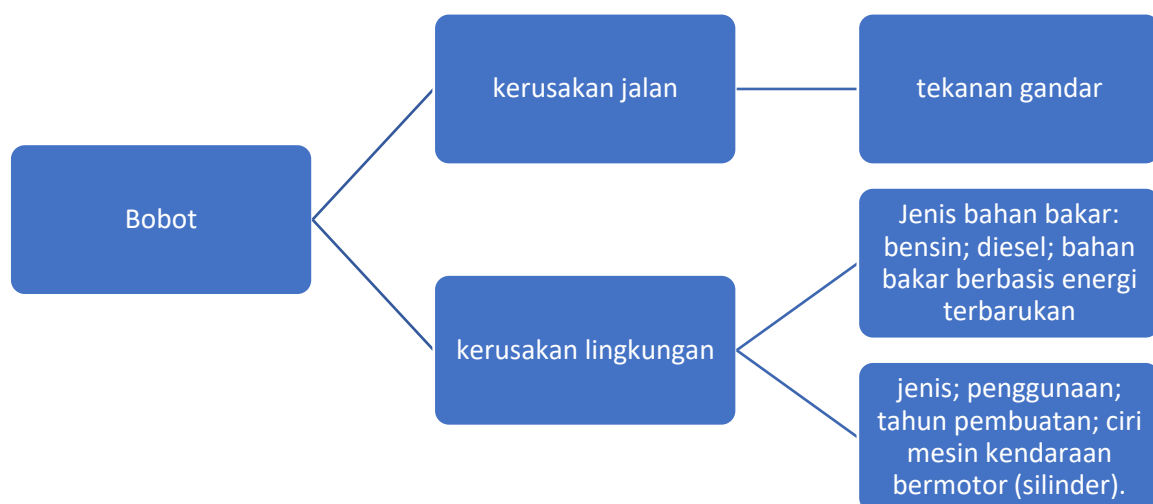 Bobot
kerusakan jalan
tekanan gandar
kerusakan lingkungan
Jenis bahan bakar:
bensin; diesel; bahan
bakar berbasis energi
terbarukan
jenis; penggunaan;
tahun pembuatan; ciri
mesin kendaraan
bermotor (silinder).